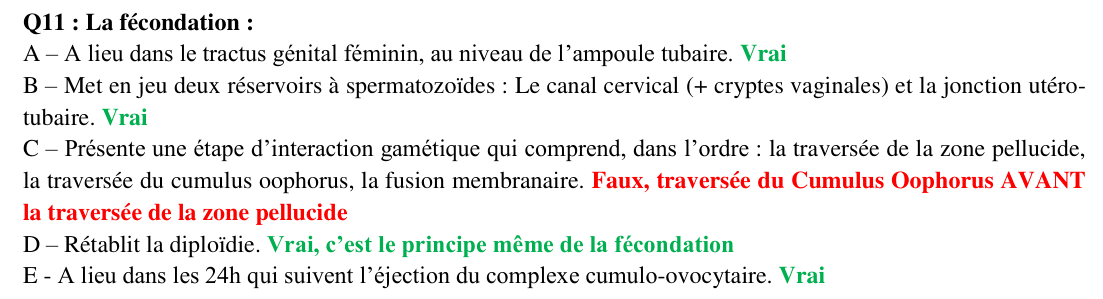 Q11 : La fécondation :
A – A lieu dans le tractus génital féminin, au niveau de l’ampoule tubaire. Vrai
B – Met en jeu deux réservoirs à spermatozoïdes : Le canal cervical (+ cryptes vaginales) et la jonction utéro-
tubaire. Vrai
C – Présente une étape d’interaction gamétique qui comprend, dans l’ordre : la traversée de la zone pellucide,
la traversée du cumulus oophorus, la fusion membranaire. Faux, traversée du Cumulus Oophorus AVANT
la traversée de la zone pellucide
D – Rétablit la diploïdie. Vrai, c’est le principe même de la fécondation
E - A lieu dans les 24h qui suivent l’éjection du complexe cumulo-ovocytaire. Vrai